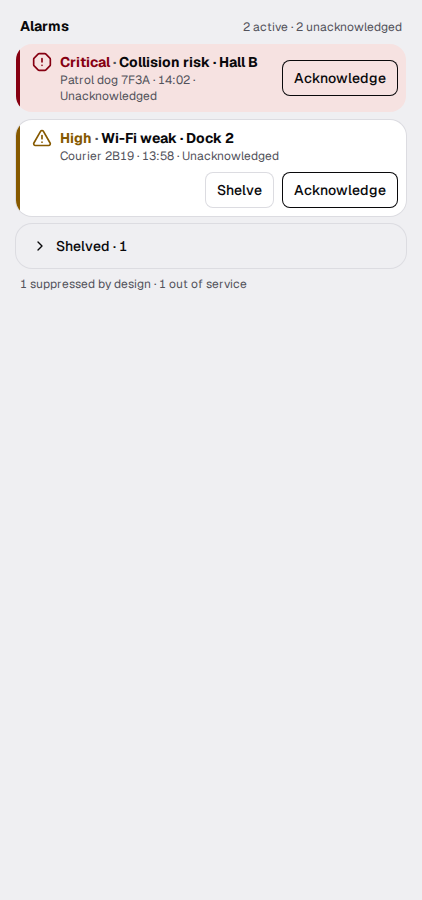 Alarms
2 active · 2 unacknowledged
Critical · Collision risk · Hall B
Patrol dog 7F3A · 14:02 ·
Unacknowledged
Acknowledge
High · Wi-Fi weak · Dock 2
Courier 2B19 · 13:58 · Unacknowledged
Shelve
Acknowledge
Shelved · 1
1 suppressed by design · 1 out of service